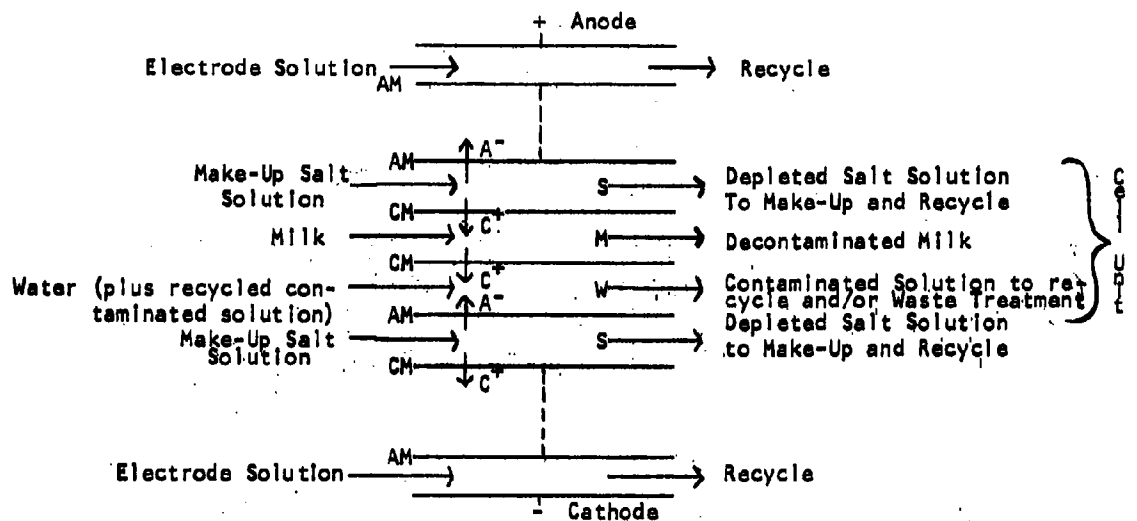 + Anode
Electrode Solution
Recycle
AM
AM
A-
Make-Up Salt
Solution
S
Depleted Salt Solution
To Make-Up and Recycle
CM
C+
Milk
M
Decontaminated Milk
CM
C+
Water (plus recycled con-
taminated solution)
W
Contaminated Solution to re-
cycle and/or Waste Treatment
A-
AM
Make-Up Salt
Solution
S
Depleted Salt Solution
to Make-Up and Recycle
CM
C+
Cell Unit
AM
Electrode Solution
Recycle
- Cathode